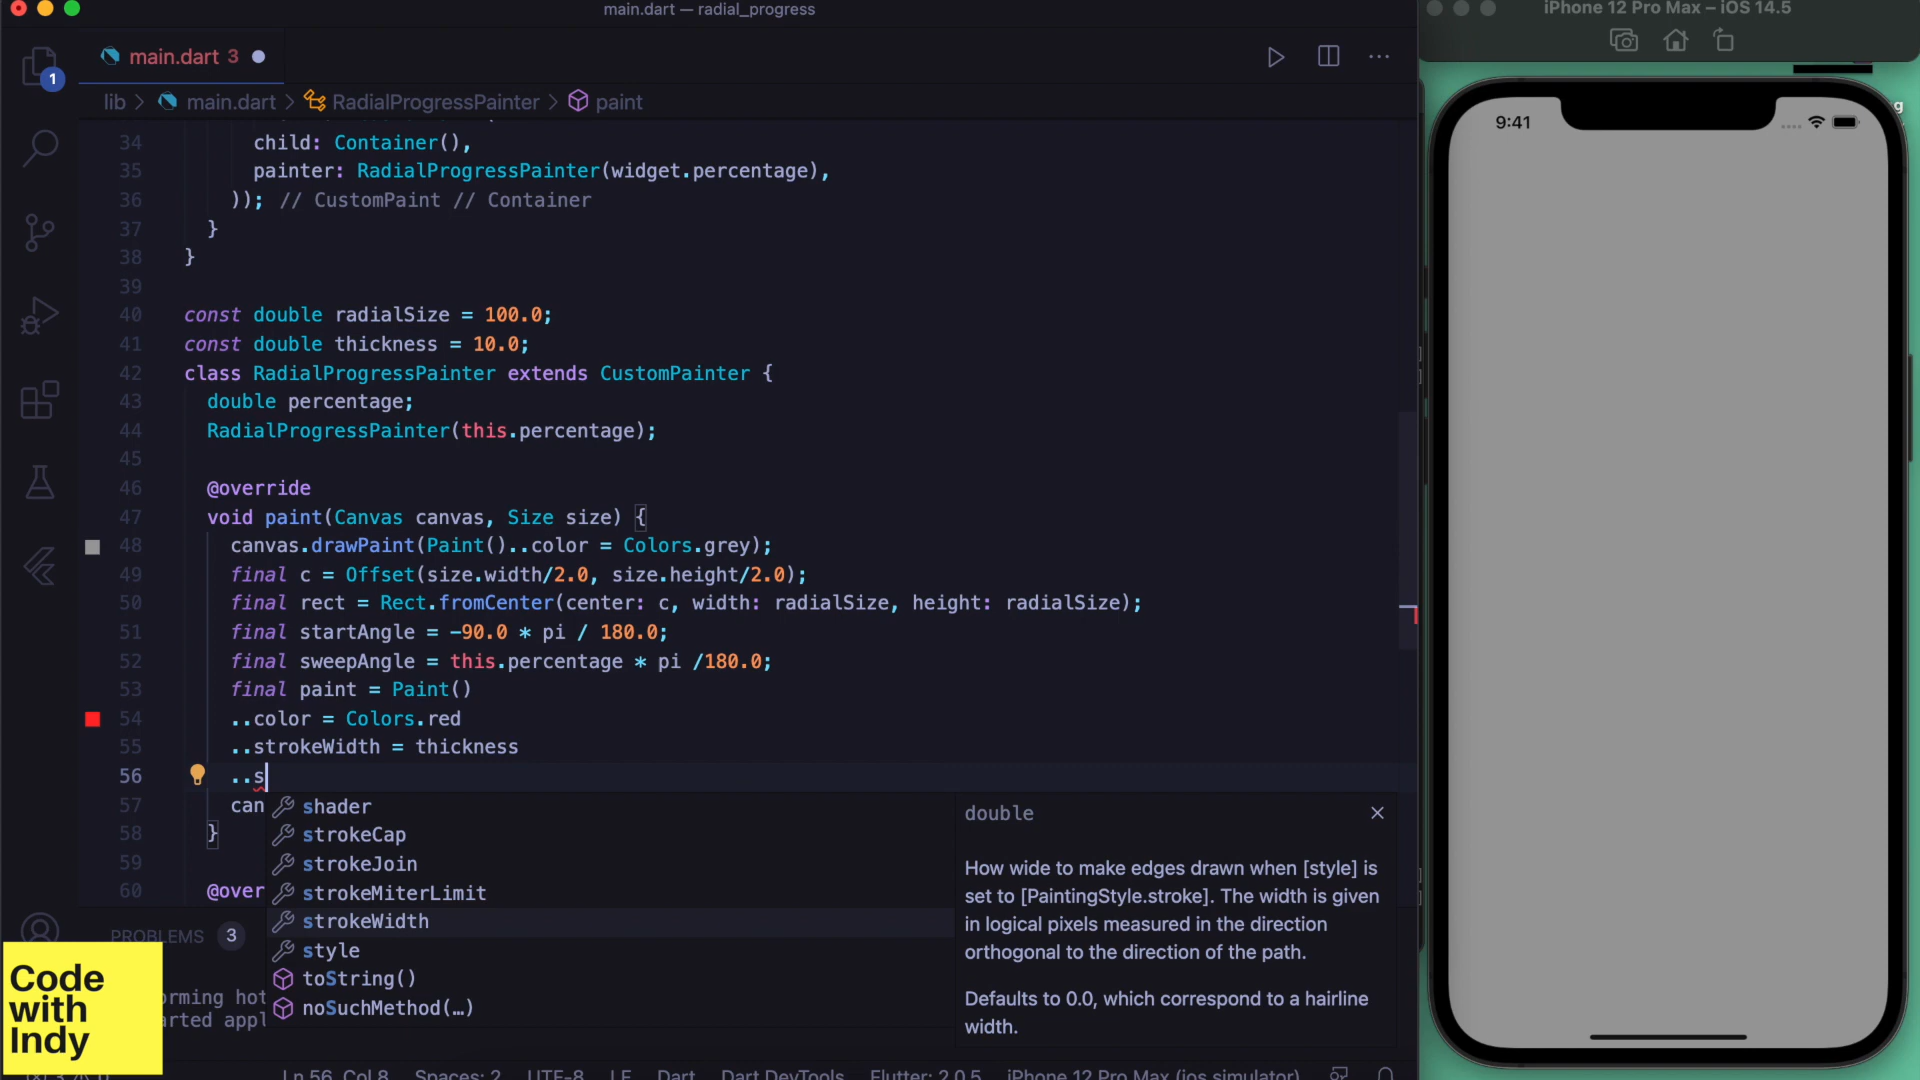 main.dart — radial_progress
iPhone 12 Pro Max – iOS 14.5
main.dart 3
1
lib > main.dart > RadialProgressPainter > paint
9:41
34 child: Container(),
35 painter: RadialProgressPainter(widget.percentage),
36 )); // CustomPaint // Container
37 }
38 }
39
40 const double radialSize = 100.0;
41 const double thickness = 10.0;
42 class RadialProgressPainter extends CustomPainter {
43 double percentage;
44 RadialProgressPainter(this.percentage);
45
46 @override
47 void paint(Canvas canvas, Size size) {
48 canvas.drawPaint(Paint()..color = Colors.grey);
49 final c = Offset(size.width/2.0, size.height/2.0);
50 final rect = Rect.fromCenter(center: c, width: radialSize, height: radialSize);
51 final startAngle = -90.0 * pi / 180.0;
52 final sweepAngle = this.percentage * pi /180.0;
53 final paint = Paint()
54 ..color = Colors.red
55 ..strokeWidth = thickness
56 ..s
57 can
58 }
59
60 @over
shader
strokeCap
strokeJoin
strokeMiterLimit
strokeWidth
style
toString()
noSuchMethod(…)
double
How wide to make edges drawn when [style] is
set to [PaintingStyle.stroke]. The width is given
in logical pixels measured in the direction
orthogonal to the direction of the path.
Defaults to 0.0, which correspond to a hairline
width.
PROBLEMS 3
orming hot
arted appl
Code
with
Indy
Ln 56, Col 8 Spaces: 2 UTF-8 LF Dart Dart DevTools Flutter: 2.0.5 iPhone 12 Pro Max (ios simulator)